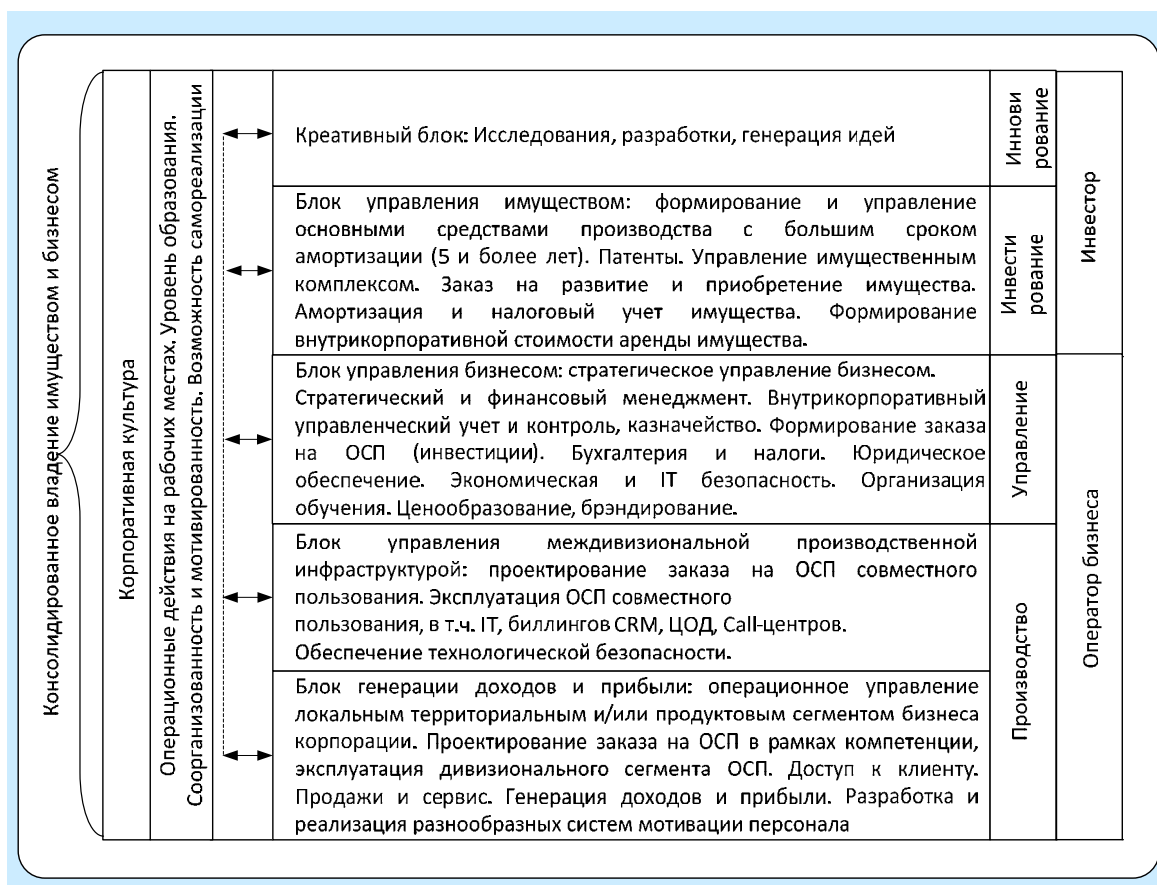 Консолидированное владение имуществом и бизнесом
Корпоративная культура
Операционные действия на рабочих местах. Уровень образования.
Соорганизованность и мотивированность. Возможность самореализации
Креативный блок: Исследования, разработки, генерация идей
Иннови
рование
Блок управления имуществом: формирование и управление
основными средствами производства с большим сроком
амортизации (5 и более лет). Патенты. Управление имущественным
комплексом. Заказ на развитие и приобретение имущества.
Амортизация и налоговый учет имущества. Формирование
внутрикорпоративной стоимости аренды имущества.
Инвести
рование
Инвестор
Блок управления бизнесом: стратегическое управление бизнесом.
Стратегический и финансовый менеджмент. Внутрикорпоративный
управленческий учет и контроль, казначейство. Формирование заказа
на ОСП (инвестиции). Бухгалтерия и налоги. Юридическое
обеспечение. Экономическая и IT безопасность. Организация
обучения. Ценообразование, брэндирование.
Управление
Блок управления междивизиональной производственной
инфраструктурой: проектирование заказа на ОСП совместного
пользования. Эксплуатация ОСП совместного
пользования, в т.ч. IT, биллингов CRM, ЦОД, Call-центров.
Обеспечение технологической безопасности.
Блок генерации доходов и прибыли: операционное управление
локальным территориальным и/или продуктовым сегментом бизнеса
корпорации. Проектирование заказа на ОСП в рамках компетенции,
эксплуатация дивизионального сегмента ОСП. Доступ к клиенту.
Продажи и сервис. Генерация доходов и прибыли. Разработка и
реализация разнообразных систем мотивации персонала
Производство
Оператор бизнеса